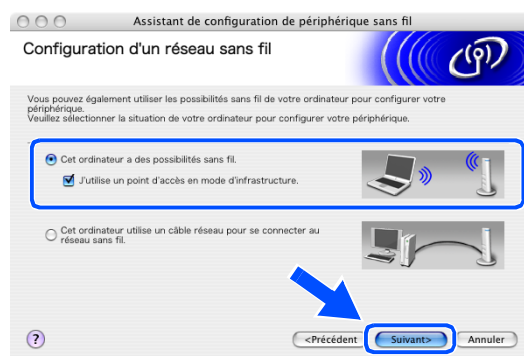 Assistant de configuration de périphérique sans fil
Configuration d'un réseau sans fil
Vous pouvez également utiliser les possibilités sans fil de votre ordinateur pour configurer votre
périphérique.
Veuillez sélectionner la situation de votre ordinateur pour configurer votre périphérique.
Cet ordinateur a des possibilités sans fil.
J'utilise un point d'accès en mode d'infrastructure.
Cet ordinateur utilise un câble réseau pour se connecter au
réseau sans fil.
?
<Précédent
Suivant>
Annuler